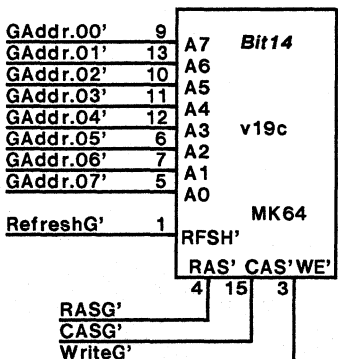 GAddr.00' 9 A7 Bit14
GAddr.01' 13 A6
GAddr.02' 10 A5
GAddr.03' 11 A4
GAddr.04' 12 A3 v19c
GAddr.05' 6 A2
GAddr.06' 7 A1
GAddr.07' 5 A0
MK64
RefreshG' 1 RFSH'
RAS' CAS' WE'
4 15 3
RASG'
CASG'
WriteG'